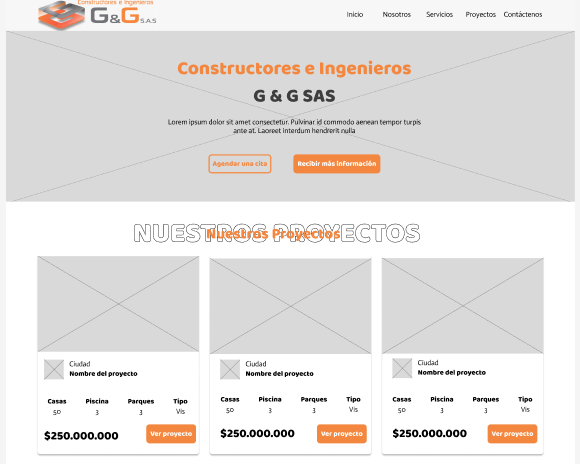 Constructores e Ingenieros
G&G S.A.S
Inicio Nosotros Servicios Proyectos Contáctenos
Constructores e Ingenieros
G & G SAS
Lorem ipsum dolor sit amet consectetur. Pulvinar id commodo aenean tempor turpis
ante at. Laoreet interdum hendrerit nulla
Agendar una cita Recibir más información
NUESTROS PROYECTOS
Nuestros Proyectos
Ciudad
Nombre del proyecto
Casas Piscina Parques Tipo
50 3 3 Vis
$250.000.000 Ver proyecto
Ciudad
Nombre del proyecto
Casas Piscina Parques Tipo
50 3 3 Vis
$250.000.000 Ver proyecto
Ciudad
Nombre del proyecto
Casas Piscina Parques Tipo
50 3 3 Vis
$250.000.000 Ver proyecto